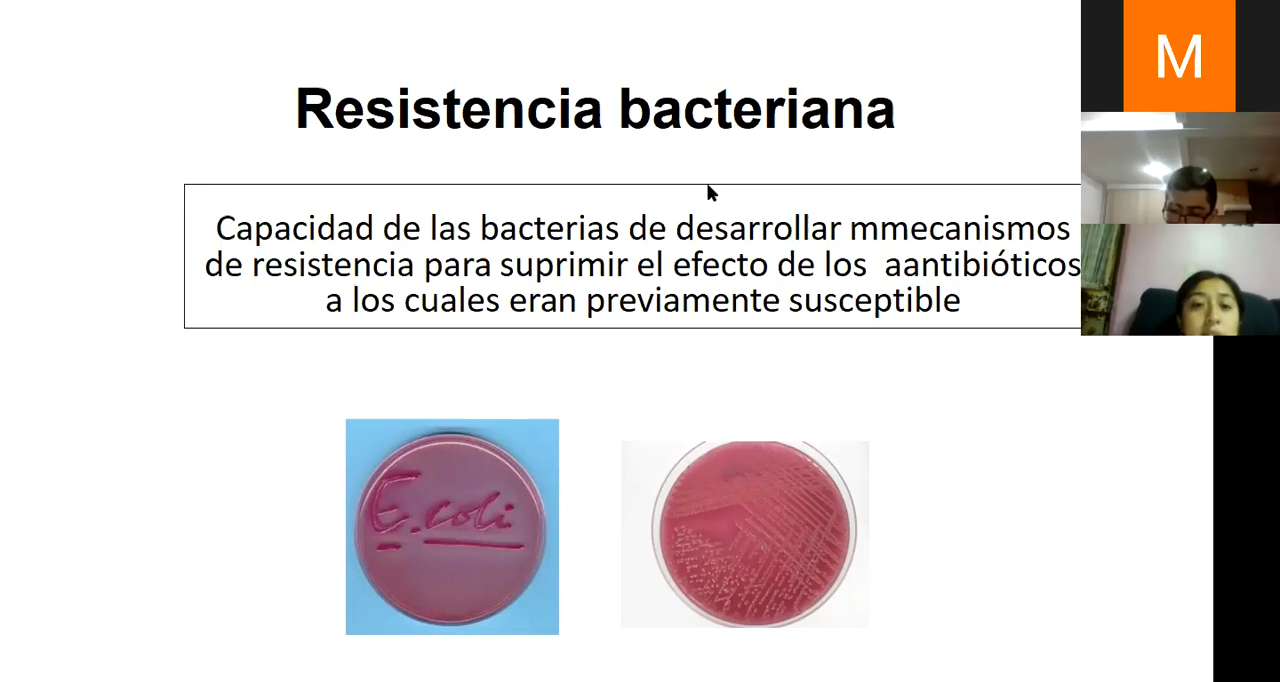 Resistencia bacteriana
Capacidad de las bacterias de desarrollar mmecanismos
de resistencia para suprimir el efecto de los  aantibióticos
a los cuales eran previamente susceptible
E.coli
M